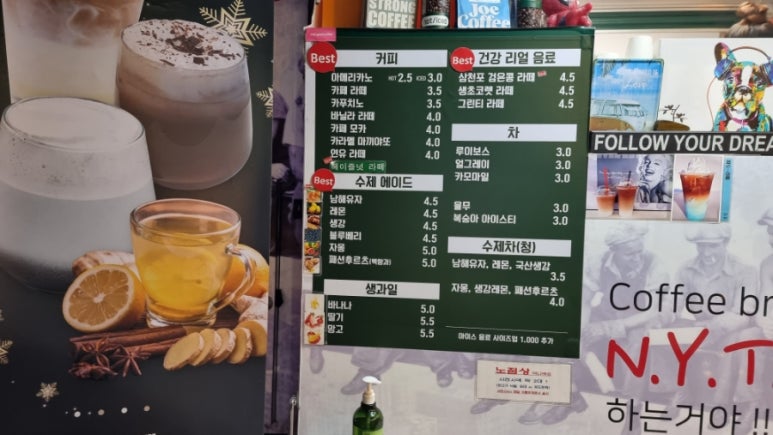 STRONG
COFFEE
Joe
Coffee
Best
커피
아메리카노 HOT 2.5 ICED 3.0
카페 라떼 3.5
카푸치노 3.5
바닐라 라떼 4.0
카페 모카 4.0
카라멜 마끼아또 4.0
연유 라떼 4.0
헤이즐넛 라떼
Best
수제 에이드
남해유자 4.5
레몬 4.5
생강 4.5
블루베리 4.5
자몽 5.0
패션후르츠(백향과) 5.0
생과일
바나나 5.0
딸기 5.5
망고 5.5
Best
건강 리얼 음료
삼천포 검은콩 라떼 4.5
생초코렛 라떼 4.5
그린티 라떼 4.5
차
루이보스 3.0
얼그레이 3.0
카모마일 3.0
율무 3.0
복숭아 아이스티 3.0
수제차(청)
남해유자, 레몬, 국산생강
3.5
자몽, 생강레몬, 패션후르츠
4.0
아이스 음료 사이즈업 1,000 추가
노점상
FOLLOW YOUR DREA
Coffee br
N.Y.T
하는거야 !!